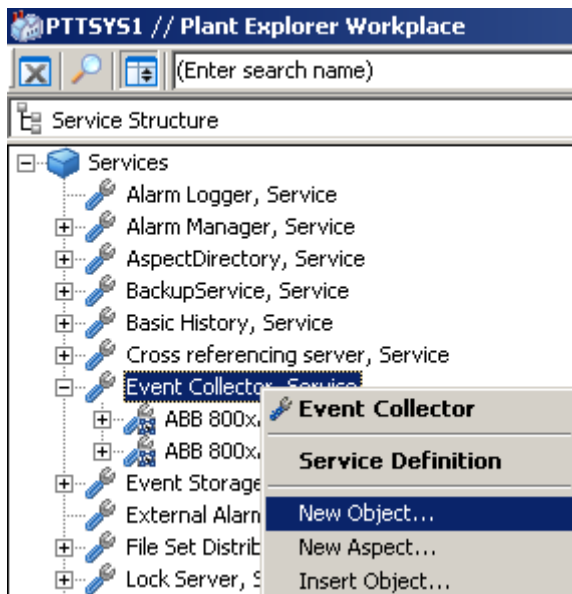 PTTSYS1 // Plant Explorer Workplace
(Enter search name)
Service Structure
Services
Alarm Logger, Service
Alarm Manager, Service
AspectDirectory, Service
BackupService, Service
Basic History, Service
Cross referencing server, Service
Event Collector, Service
Event Collector
ABB 800x
ABB 800x
Service Definition
Event Storage
External Alarm
New Object...
File Set Distrib
New Aspect...
Lock Server, S
Insert Object...